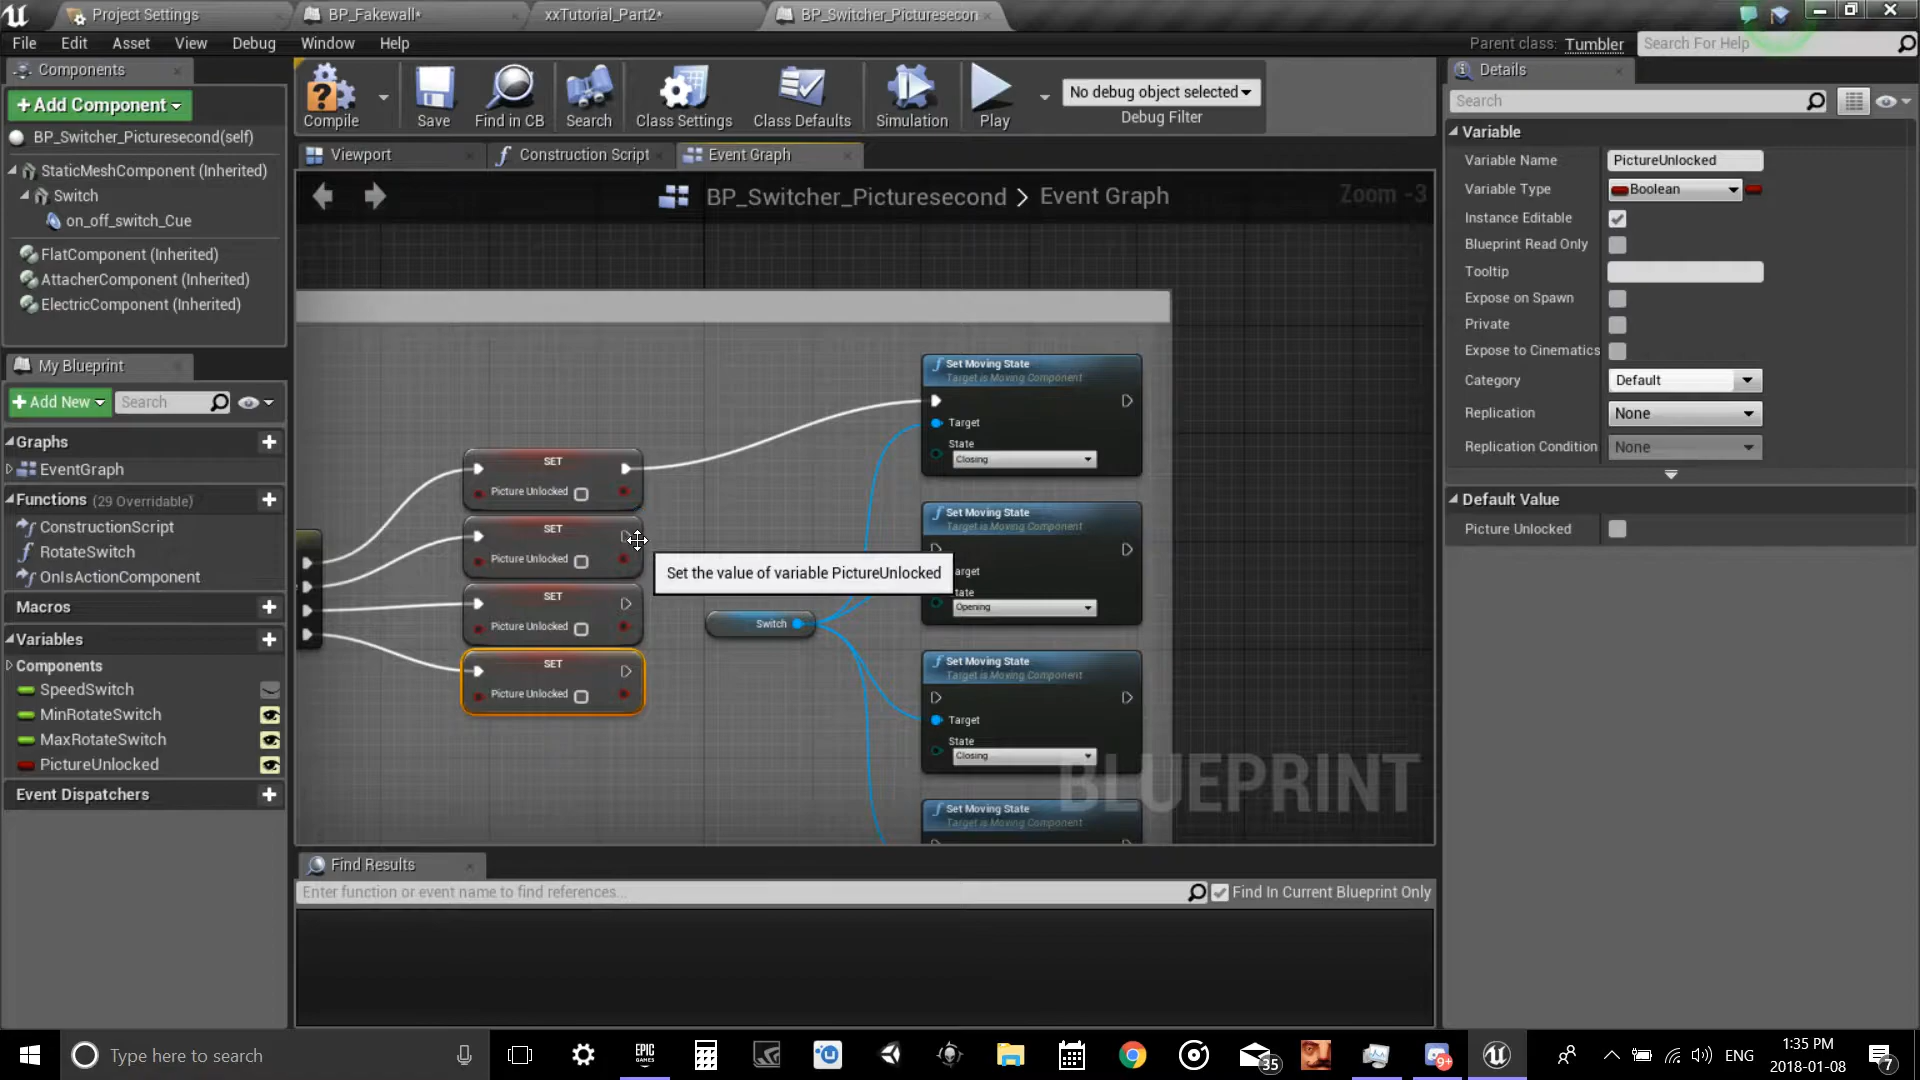 Project Settings
BP_Fakewall*
xxTutorial_Part2*
BP_Switcher_Picturesecon
File Edit Asset View Debug Window Help
Parent class: Tumbler
Search For Help
Components
+ Add Component
BP_Switcher_Picturesecond(self)
StaticMeshComponent (Inherited)
Switch
on_off_switch_Cue
FlatComponent (Inherited)
AttacherComponent (Inherited)
ElectricComponent (Inherited)
My Blueprint
+ Add New
Search
Graphs
EventGraph
Functions (29 Overridable)
ConstructionScript
RotateSwitch
OnIsActionComponent
Macros
Variables
Components
SpeedSwitch
MinRotateSwitch
MaxRotateSwitch
PictureUnlocked
Event Dispatchers
Compile
Save
Find in CB
Search
Class Settings
Class Defaults
Simulation
Play
No debug object selected
Debug Filter
Viewport
Construction Script
Event Graph
BP_Switcher_Picturesecond > Event Graph
Zoom -3
SET
Picture Unlocked
SET
Picture Unlocked
SET
Picture Unlocked
SET
Picture Unlocked
Set the value of variable PictureUnlocked
Switch
Set Moving State
Target is Moving Component
Target
State
Closing
Set Moving State
Target is Moving Component
arget
tate
Opening
Set Moving State
Target is Moving Component
Target
State
Closing
Set Moving State
Target is Moving Component
BLUEPRINT
Find Results
Enter function or event name to find references...
Find In Current Blueprint Only
Details
Search
Variable
Variable Name PictureUnlocked
Variable Type Boolean
Instance Editable
Blueprint Read Only
Tooltip
Expose on Spawn
Private
Expose to Cinematics
Category Default
Replication None
Replication Condition None
Default Value
Picture Unlocked
Type here to search
EPIC GAMES
35
9+
ENG
1:35 PM
2018-01-08
7